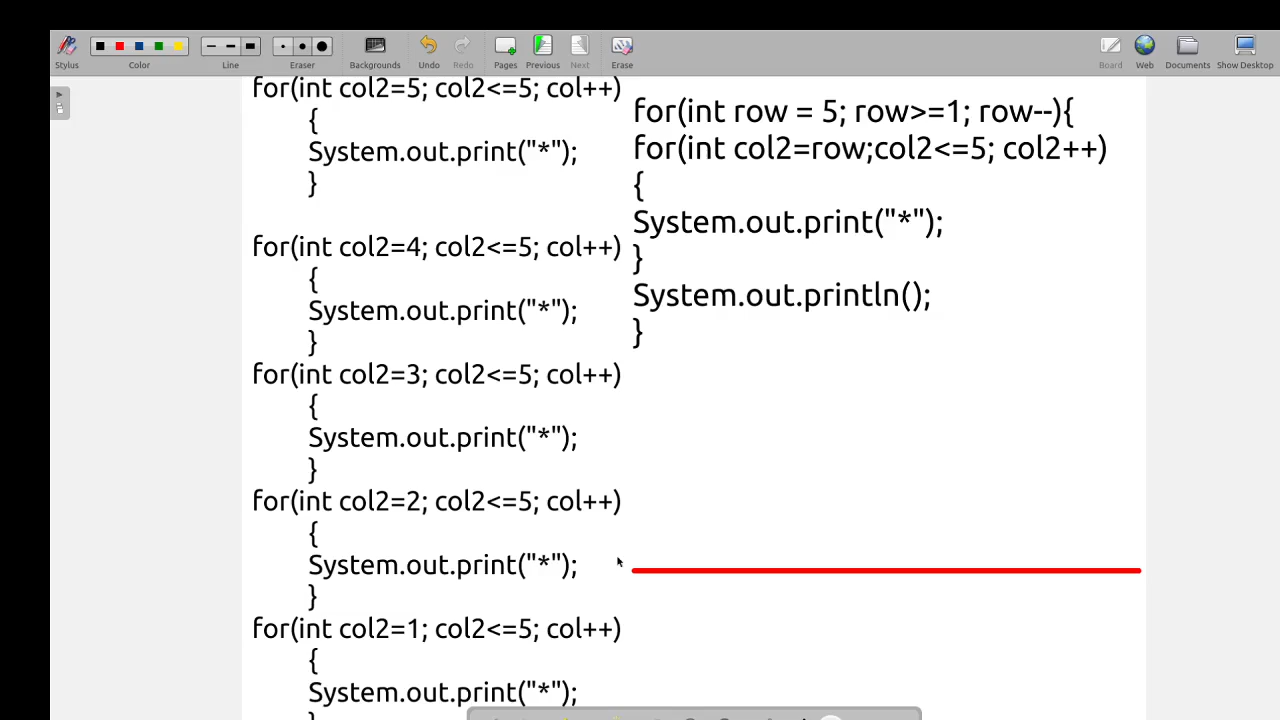 Stylus
Color
Line
Eraser
Backgrounds
Undo
Redo
Pages
Previous
Next
Erase
Board
Web
Documents
Show Desktop
for(int col2=5; col2<=5; col++)
{
System.out.print("*");
}
for(int col2=4; col2<=5; col++)
{
System.out.print("*");
}
for(int col2=3; col2<=5; col++)
{
System.out.print("*");
}
for(int col2=2; col2<=5; col++)
{
System.out.print("*");
}
for(int col2=1; col2<=5; col++)
{
System.out.print("*");
}
for(int row = 5; row>=1; row--){
for(int col2=row;col2<=5; col2++)
{
System.out.print("*");
}
System.out.println();
}